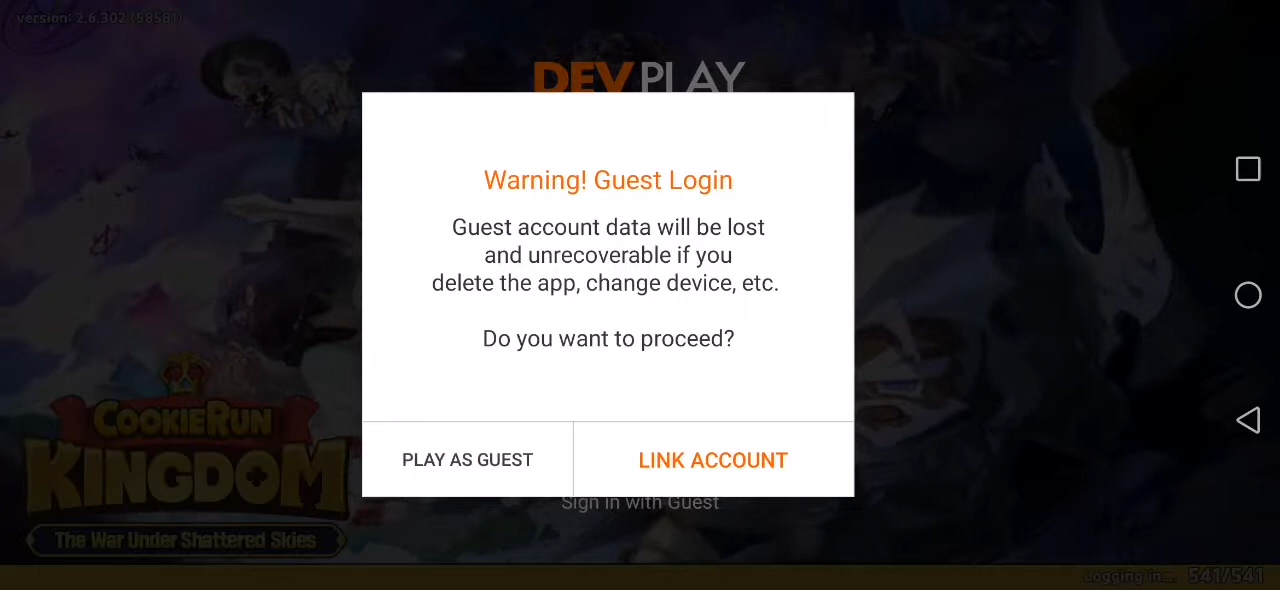 version: 2.6.302 (58581)
DEVPLAY
Warning! Guest Login
Guest account data will be lost
and unrecoverable if you
delete the app, change device, etc.
Do you want to proceed?
PLAY AS GUEST
LINK ACCOUNT
Sign in with Guest
COOKIERUN
KINGDOM
The War Under Shattered Skies
Logging in... 541/541